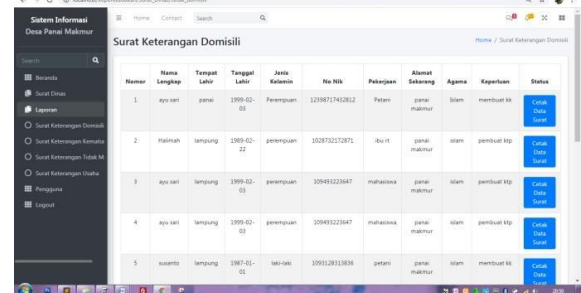 Sistem Informasi
Desa Panai Makmur
Home Contact Search
Surat Keterangan Domisili
Home / Surat Keterangan Domisili
Search
Beranda
Surat Dinas
Laporan
Surat Keterangan Domisili
Surat Keterangan Kematia
Surat Keterangan Tidak M
Surat Keterangan Usaha
Pengguna
Logout
Nomor Nama Lengkap Tempat Lahir Tanggal Lahir Jenis Kelamin No Nik Pekerjaan Alamat Sekarang Agama Keperluan Status
1 ayu sari panai 1999-02-03 Perempuan 12398717432812 Petani panai makmur Islam membuat kk Cetak Data Surat
2 Halimah lampung 1989-02-22 perempuan 1028732172871 ibu rt panai makmur islam pembuat ktp Cetak Data Surat
3 ayu sari lampung 1999-02-03 perempuan 109493223647 mahasiswa panai makmur islam pembuat ktp Cetak Data Surat
4 ayu sari lampung 1999-02-03 perempuan 109493223647 mahasiswa panai makmur islam pembuat ktp Cetak Data Surat
5 susanto lampung 1987-01-01 laki-laki 1093128313836 petani panai makmur islam membuat kk Cetak Data Surat